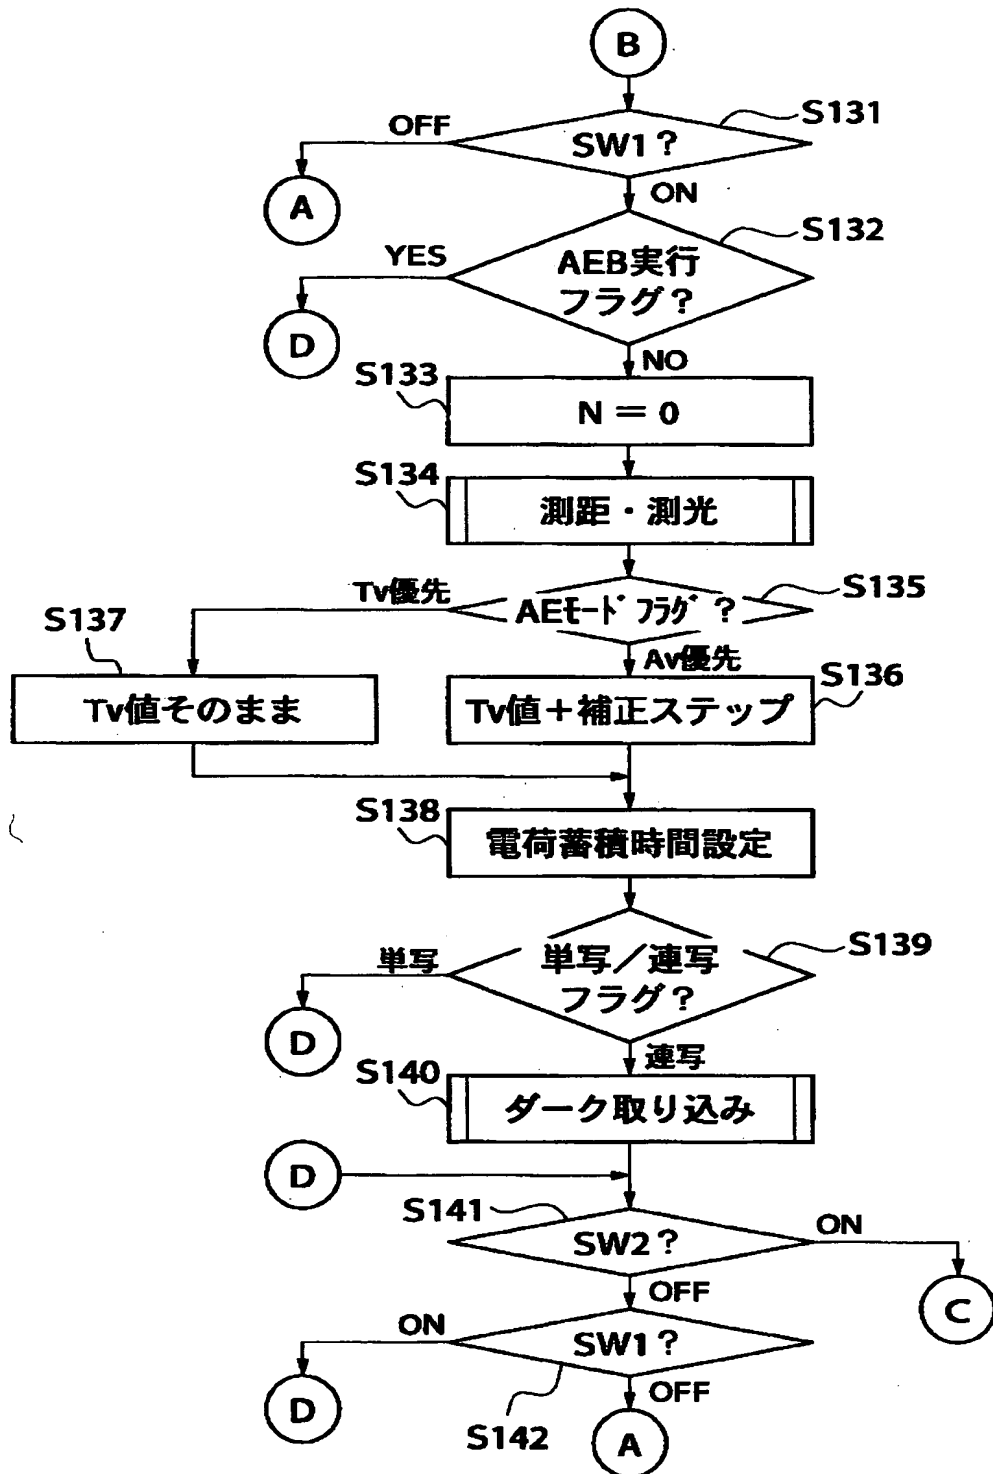 B
S131
OFF
SW1?
A
ON
S132
YES
AEB実行
フラグ?
D
NO
S133
N = 0
S134
測距・測光
Tv優先
S135
AEモードフラグ?
S137
Av優先
S136
Tv値そのまま
Tv値+補正ステップ
S138
電荷蓄積時間設定
S139
単写
単写/連写
フラグ?
D
連写
S140
ダーク取り込み
D
S141
ON
SW2?
OFF
C
ON
SW1?
D
OFF
S142
A